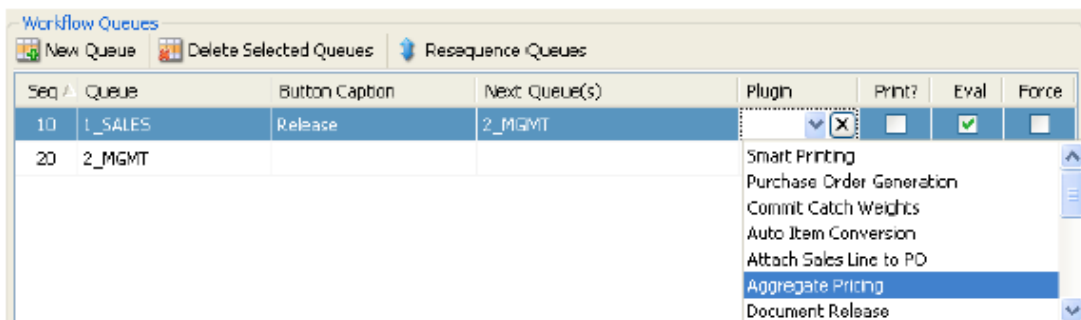 Workflow Queues
New Queue Delete Selected Queues Resequence Queues
Seq Queue Button Caption Next Queue(s) Plugin Print? Eval Force
10 1_SALES Release 2_MGMT
20 2_MGMT
Smart Printing
Purchase Order Generation
Commit Catch Weights
Auto Item Conversion
Attach Sales Line to PO
Aggregate Pricing
Document Release